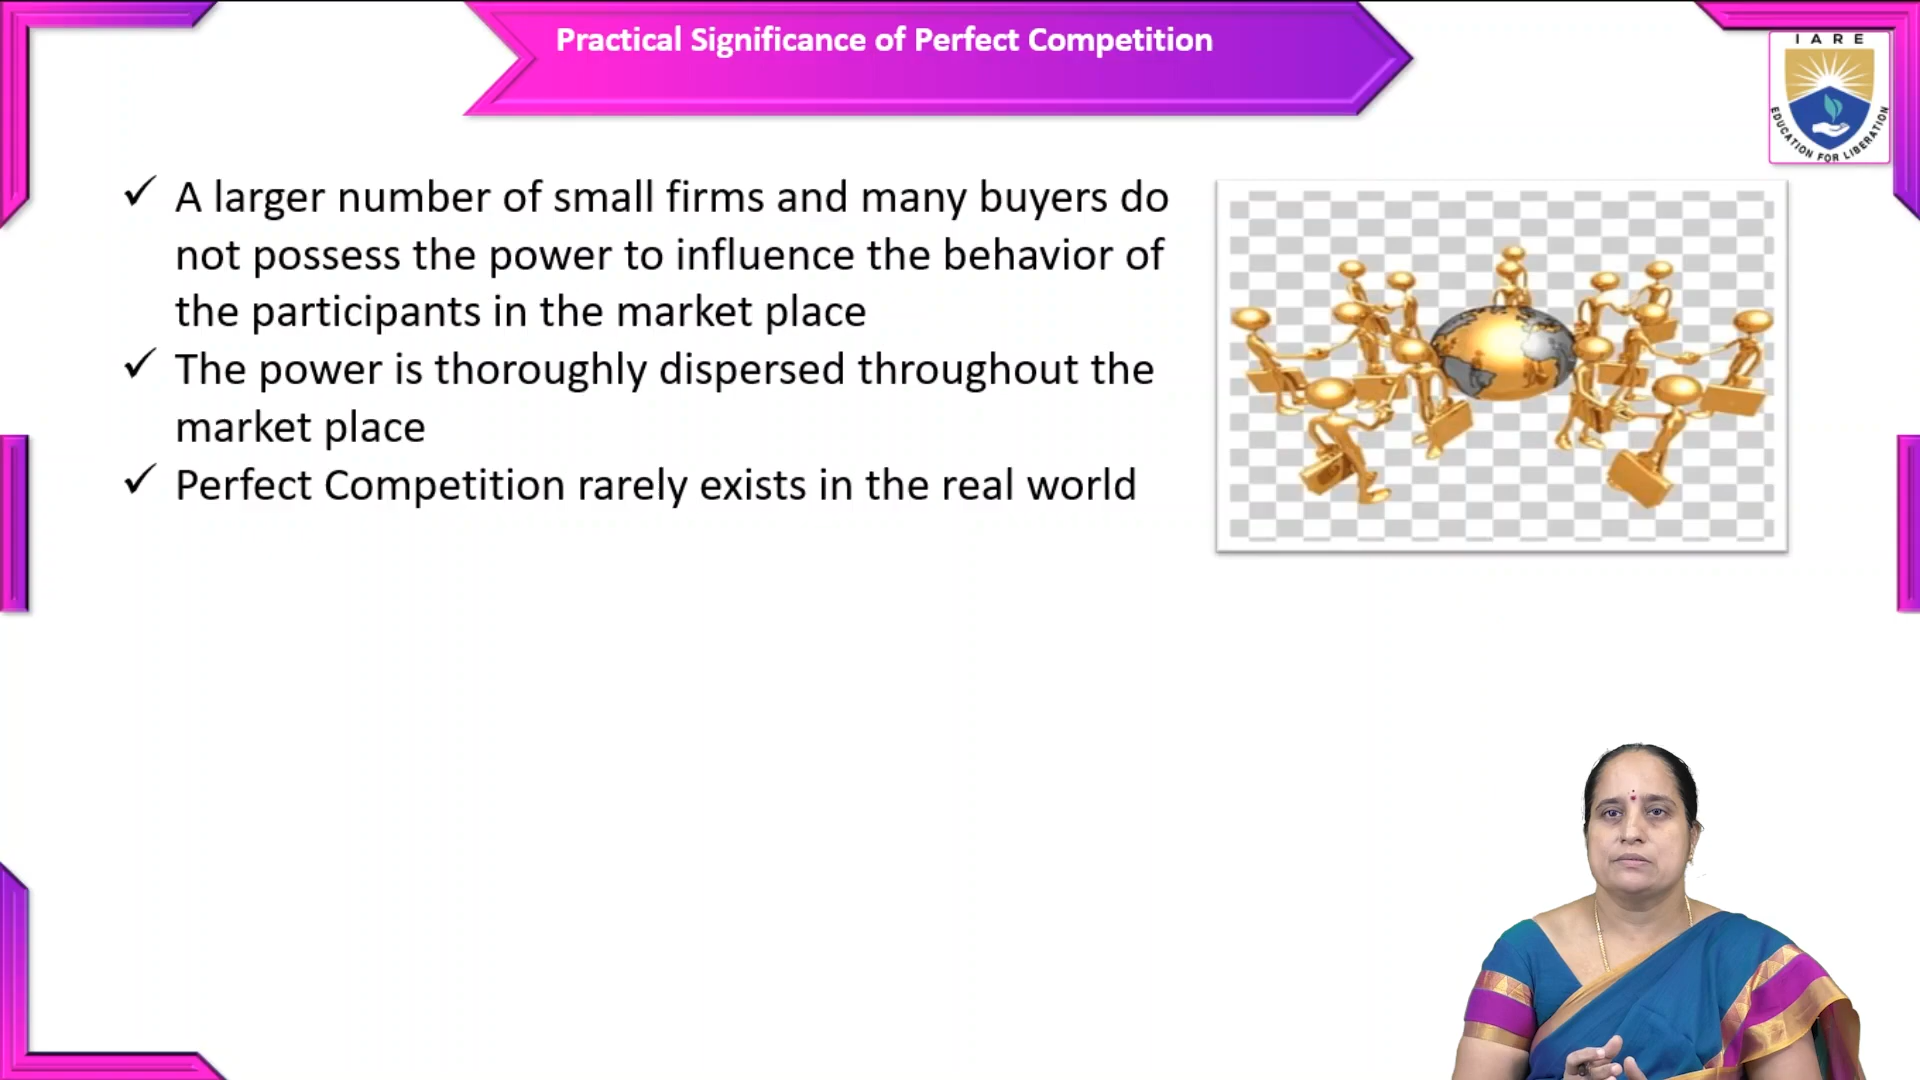 Practical Significance of Perfect Competition
I A R E
EDUCATION FOR LIBERATION
✓ A larger number of small firms and many buyers do
not possess the power to influence the behavior of
the participants in the market place
✓ The power is thoroughly dispersed throughout the
market place
✓ Perfect Competition rarely exists in the real world